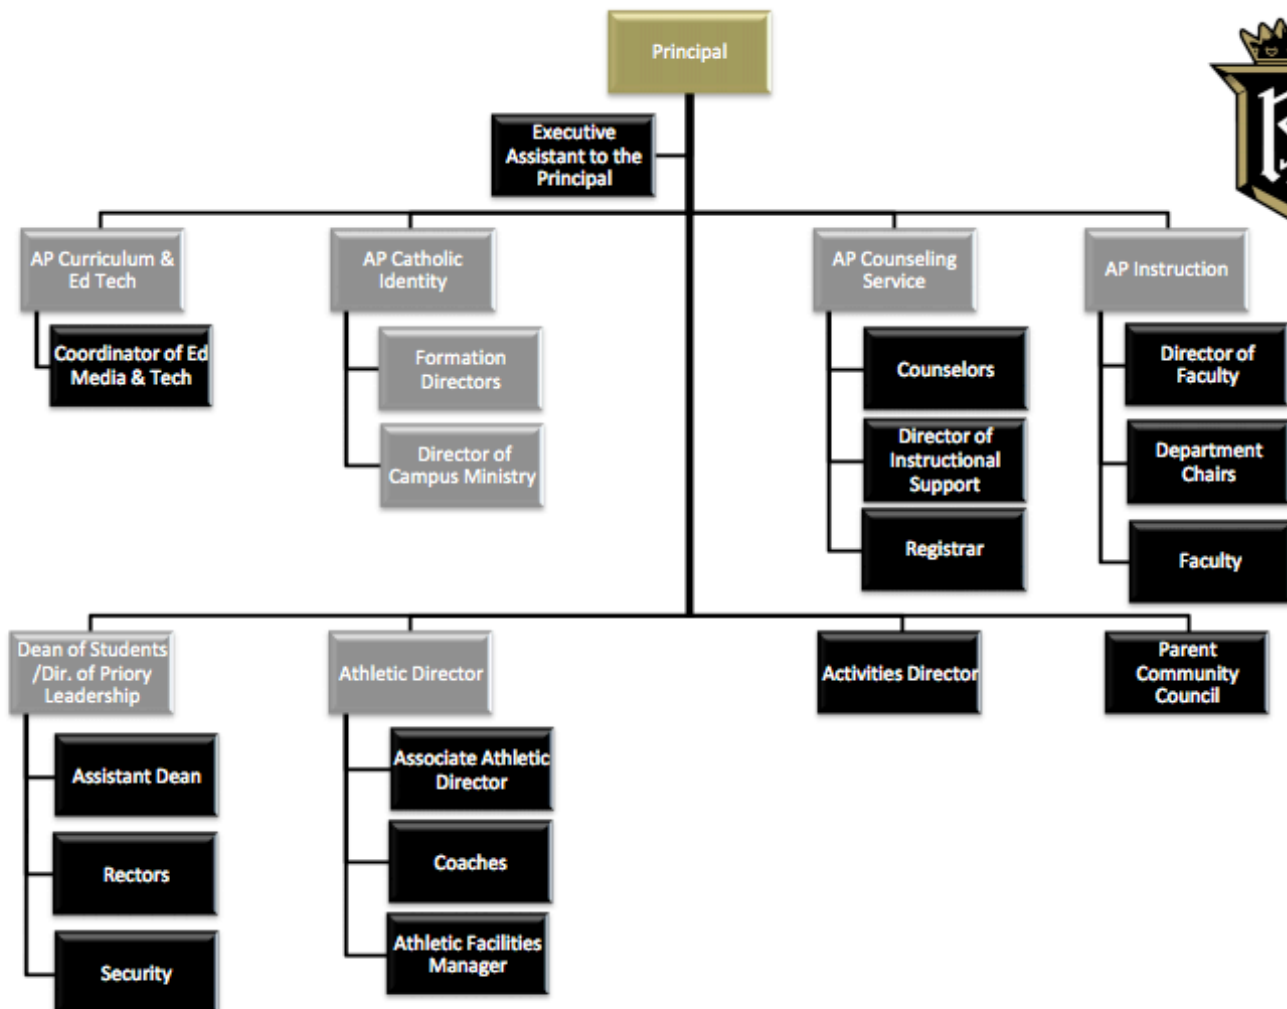 Principal
Executive
Assistant to the
Principal
AP Curriculum &
Ed Tech
AP Catholic
Identity
AP Counseling
Service
AP Instruction
Coordinator of Ed
Media & Tech
Formation
Directors
Director of
Campus Ministry
Counselors
Director of
Instructional
Support
Registrar
Director of
Faculty
Department
Chairs
Faculty
Dean of Students
/Dir. of Priory
Leadership
Athletic Director
Activities Director
Parent
Community
Council
Assistant Dean
Rectors
Security
Associate Athletic
Director
Coaches
Athletic Facilities
Manager